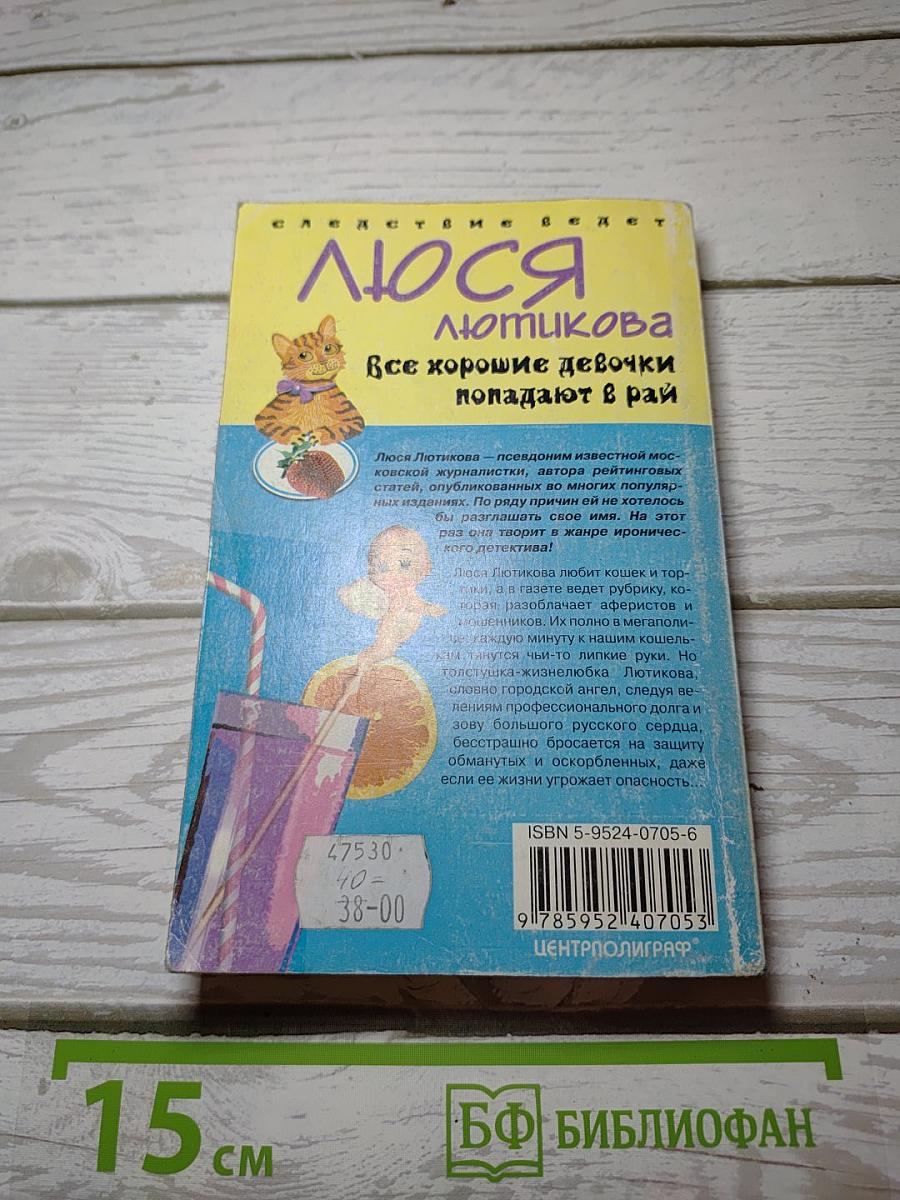 следствие ведет
Люся
Лютикова
Все хорошие девочки
попадают в рай
Люся Лютикова — псевдоним известной мос-
ковской журналистки, автора рейтинговых
статей, опубликованных во многих популяр-
ных изданиях. По ряду причин ей не хотелось
бы разглашать свое имя. На этот
раз она творит в жанре ироничес-
кого детектива!
Люся Лютикова любит кошек и тор-
тики, а в газете ведет рубрику, ко-
торая разоблачает аферистов и
мошенников. Их полно в мегаполи-
се: каждую минуту к нашим кошель-
кам тянутся чьи-то липкие руки. Но
толстушка-жизнелюбка Лютикова,
словно городской ангел, следуя ве-
лениям профессионального долга и
зову большого русского сердца,
бесстрашно бросается на защиту
обманутых и оскорбленных, даже
если ее жизни угрожает опасность...
47530
40=
38-00
ISBN 5-9524-0705-6
9 785952 407053
ЦЕНТРПОЛИГРАФ®
15 см
БФ БИБЛИОФАН